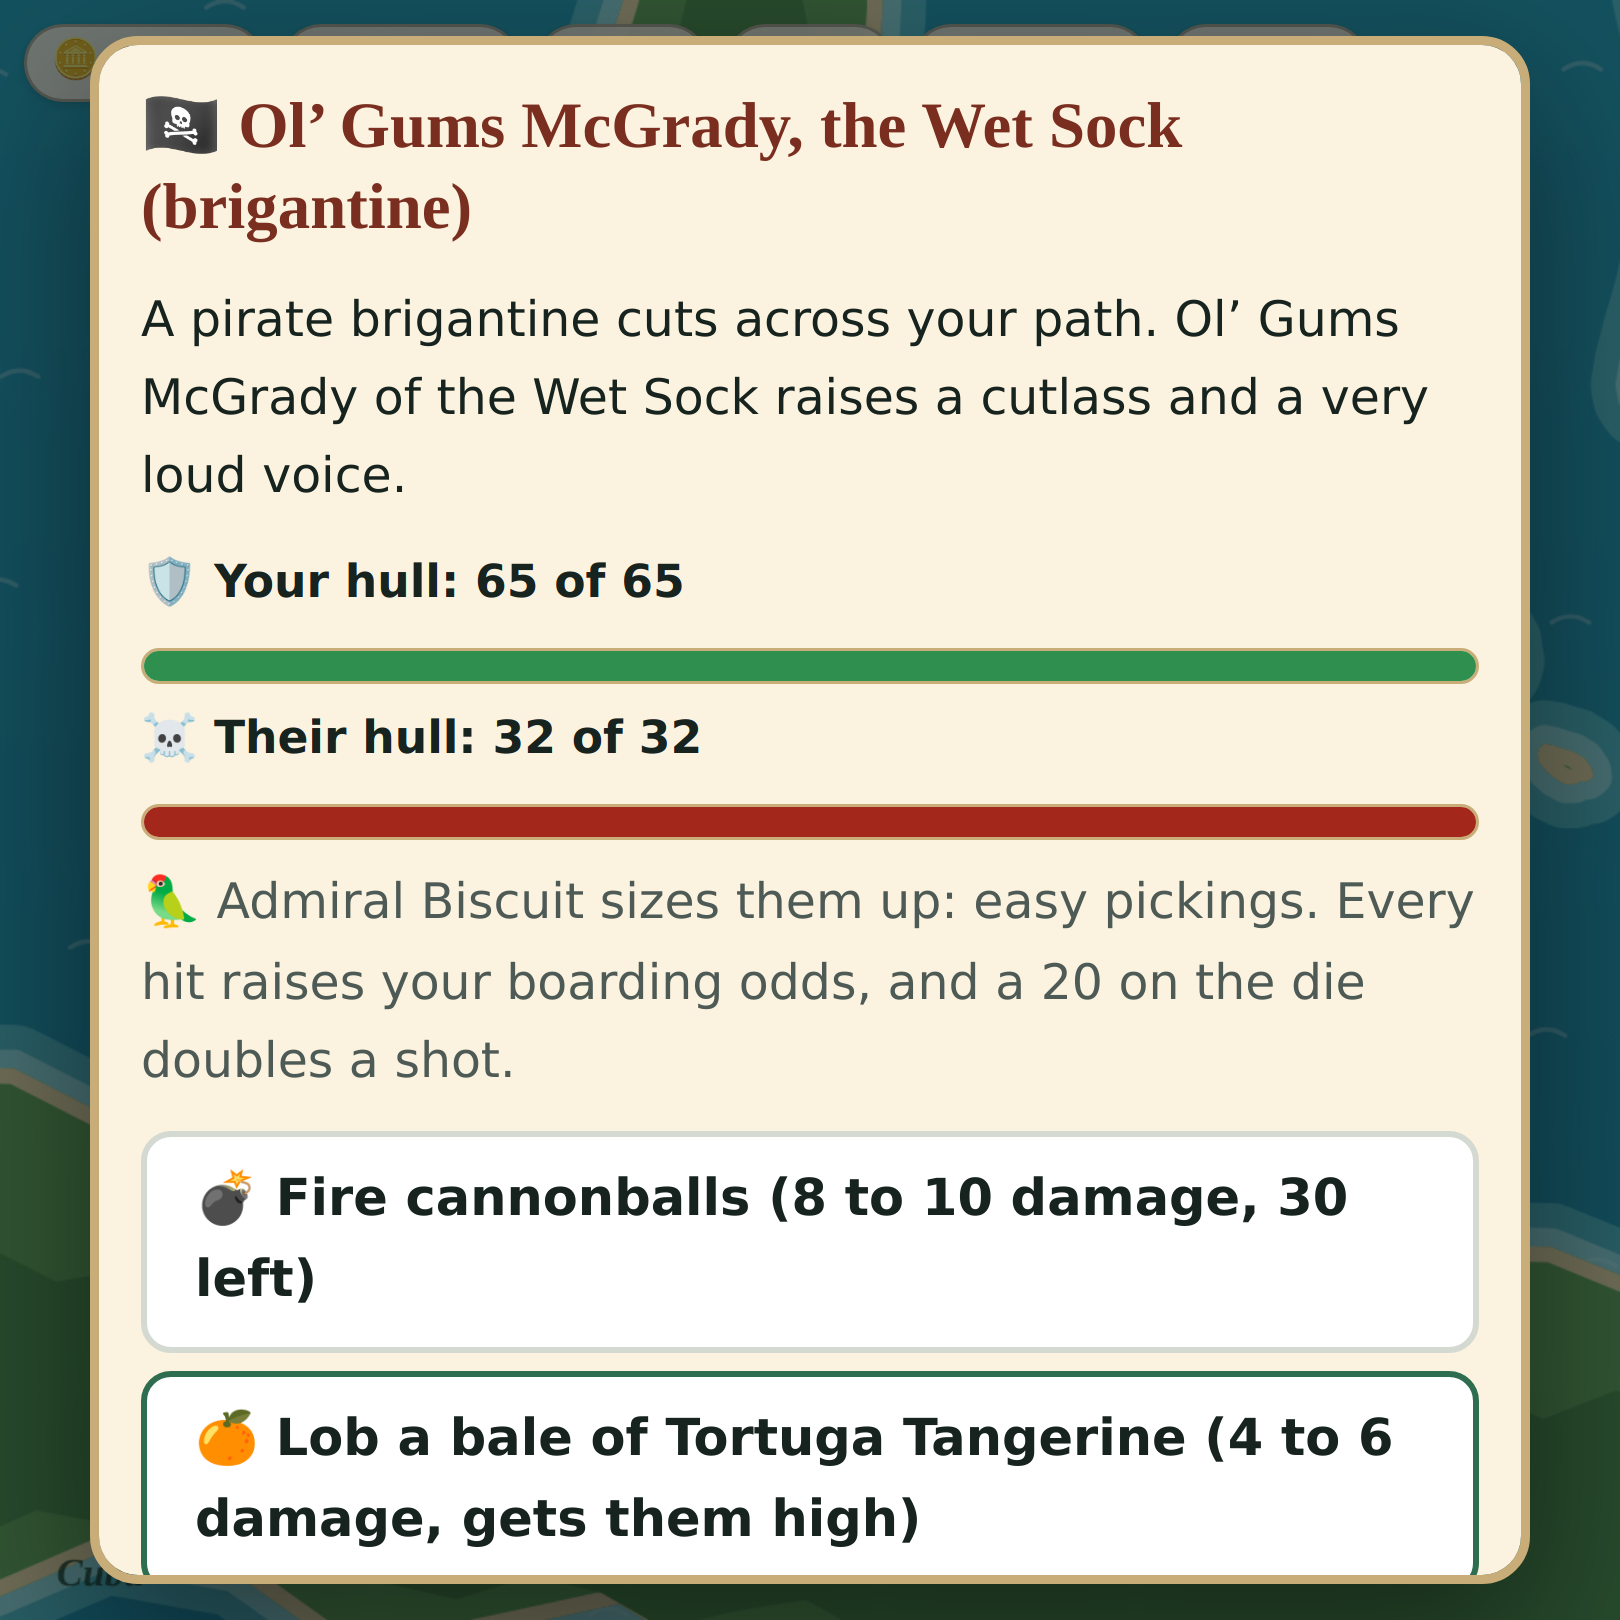 Ol’ Gums McGrady, the Wet Sock
(brigantine)
A pirate brigantine cuts across your path. Ol’ Gums
McGrady of the Wet Sock raises a cutlass and a very
loud voice.
Your hull: 65 of 65
Their hull: 32 of 32
Admiral Biscuit sizes them up: easy pickings. Every
hit raises your boarding odds, and a 20 on the die
doubles a shot.
Fire cannonballs (8 to 10 damage, 30
left)
Lob a bale of Tortuga Tangerine (4 to 6
damage, gets them high)